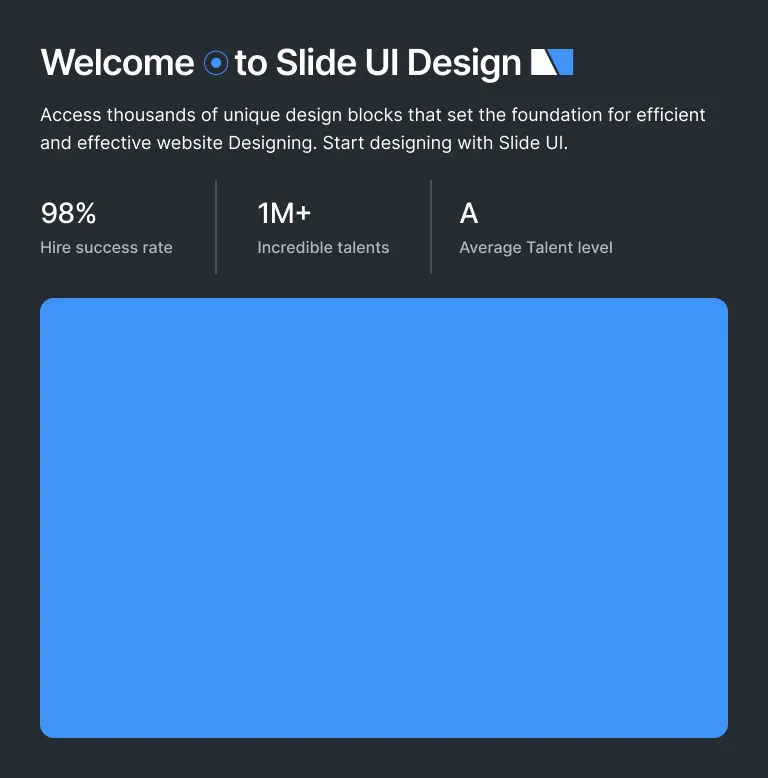 Welcome to Slide UI Design
Access thousands of unique design blocks that set the foundation for efficient
and effective website Designing. Start designing with Slide UI.
98%
Hire success rate
1M+
Incredible talents
A
Average Talent level